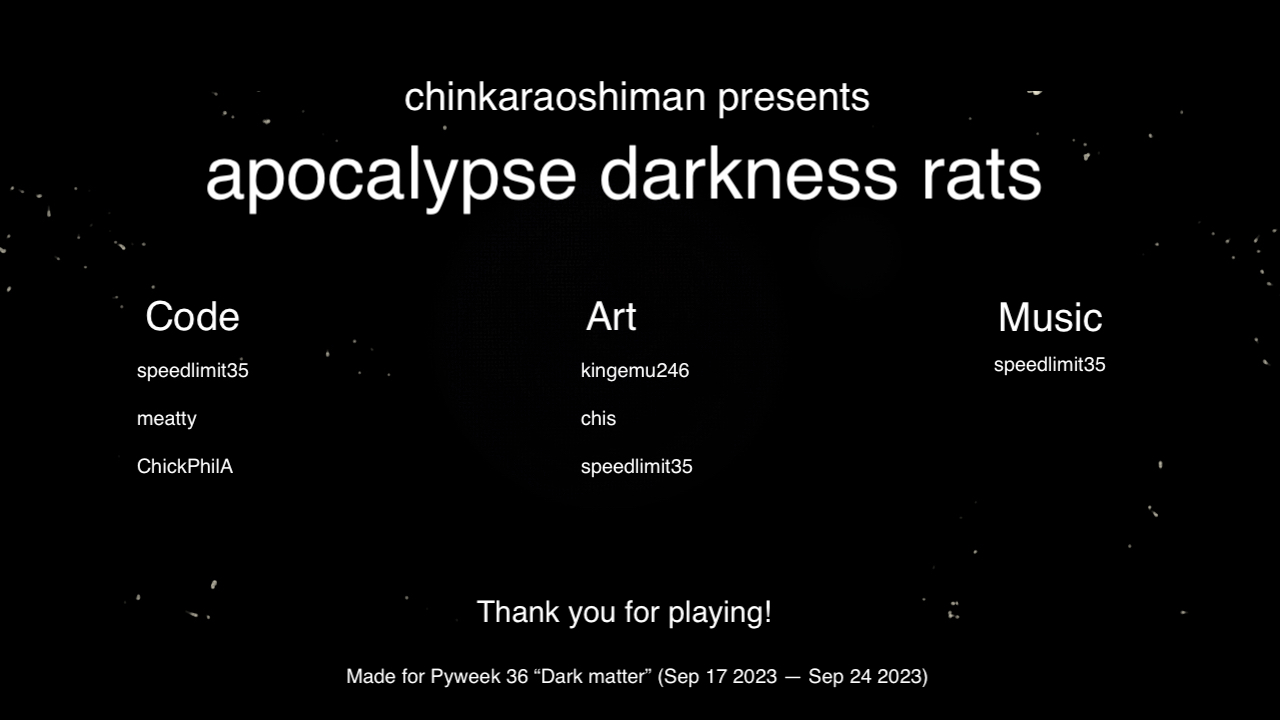 chinkaraoshiman presents
apocalypse darkness rats
Code
speedlimit35
meatty
ChickPhilA
Art
kingemu246
chis
speedlimit35
Music
speedlimit35
Thank you for playing!
Made for Pyweek 36 “Dark matter” (Sep 17 2023 — Sep 24 2023)